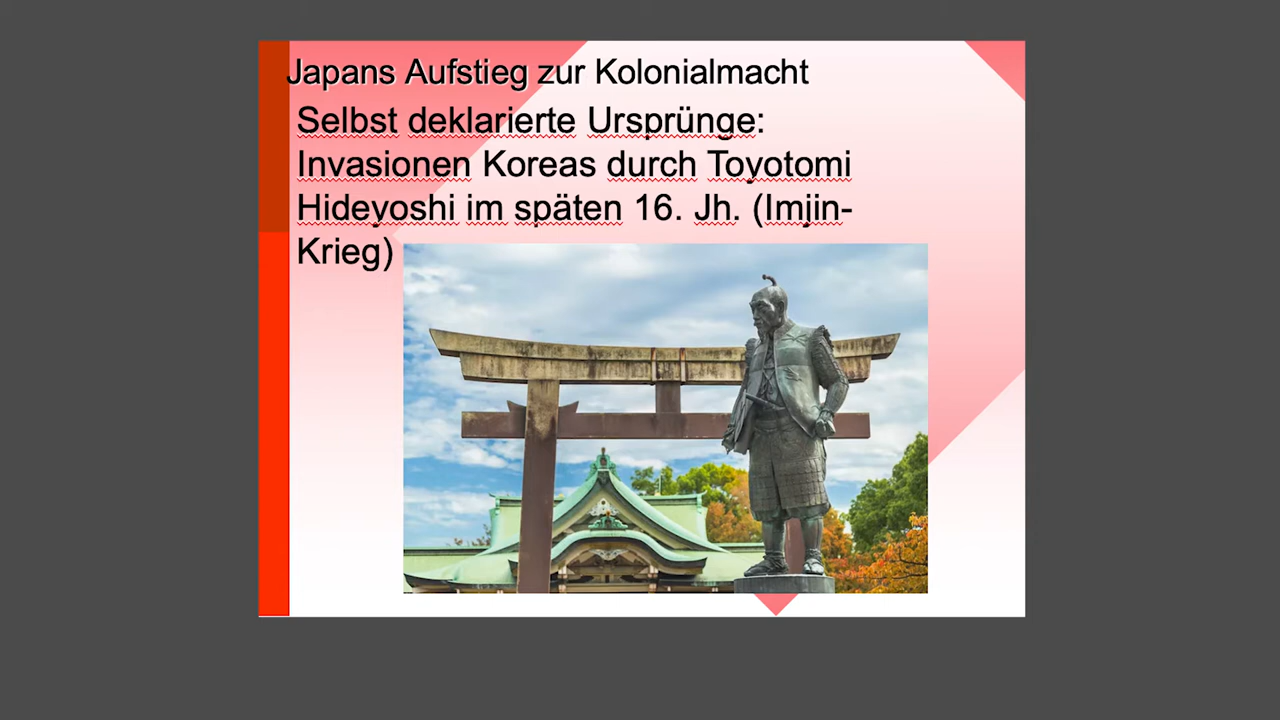 Japans Aufstieg zur Kolonialmacht
Selbst deklarierte Ursprünge:
Invasionen Koreas durch Toyotomi
Hideyoshi im späten 16. Jh. (Imjin-
Krieg)